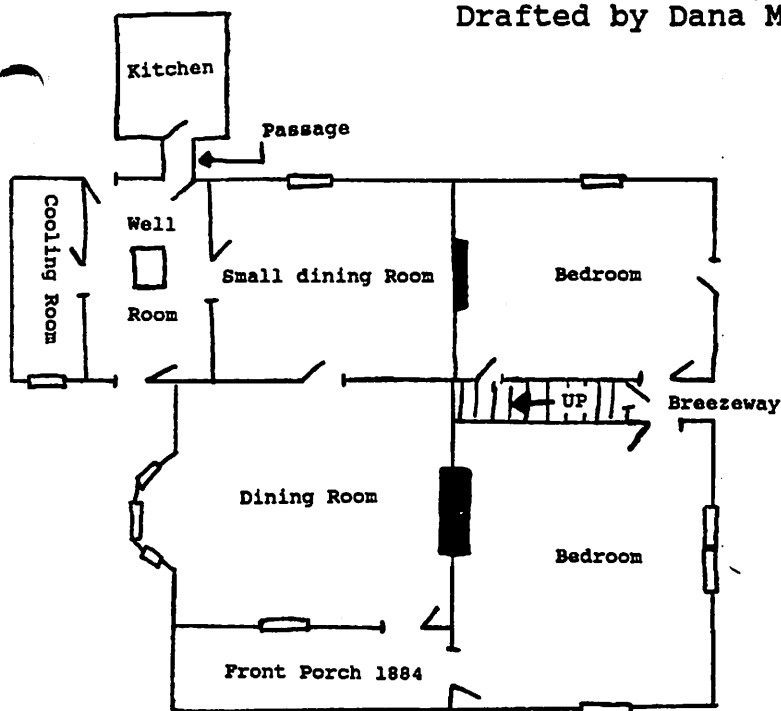 Drafted by Dana M
Kitchen
Passage
Cooling Room
Well
Room
Small dining Room
Bedroom
UP
Breezeway
Dining Room
Bedroom
Front Porch 1884